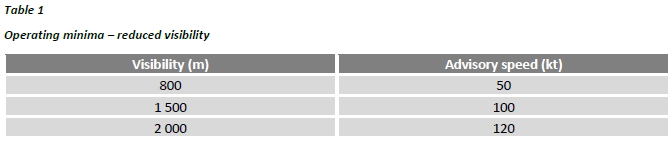 Table 1
Operating minima – reduced visibility
Visibility (m) Advisory speed (kt)
800 50
1 500 100
2 000 120